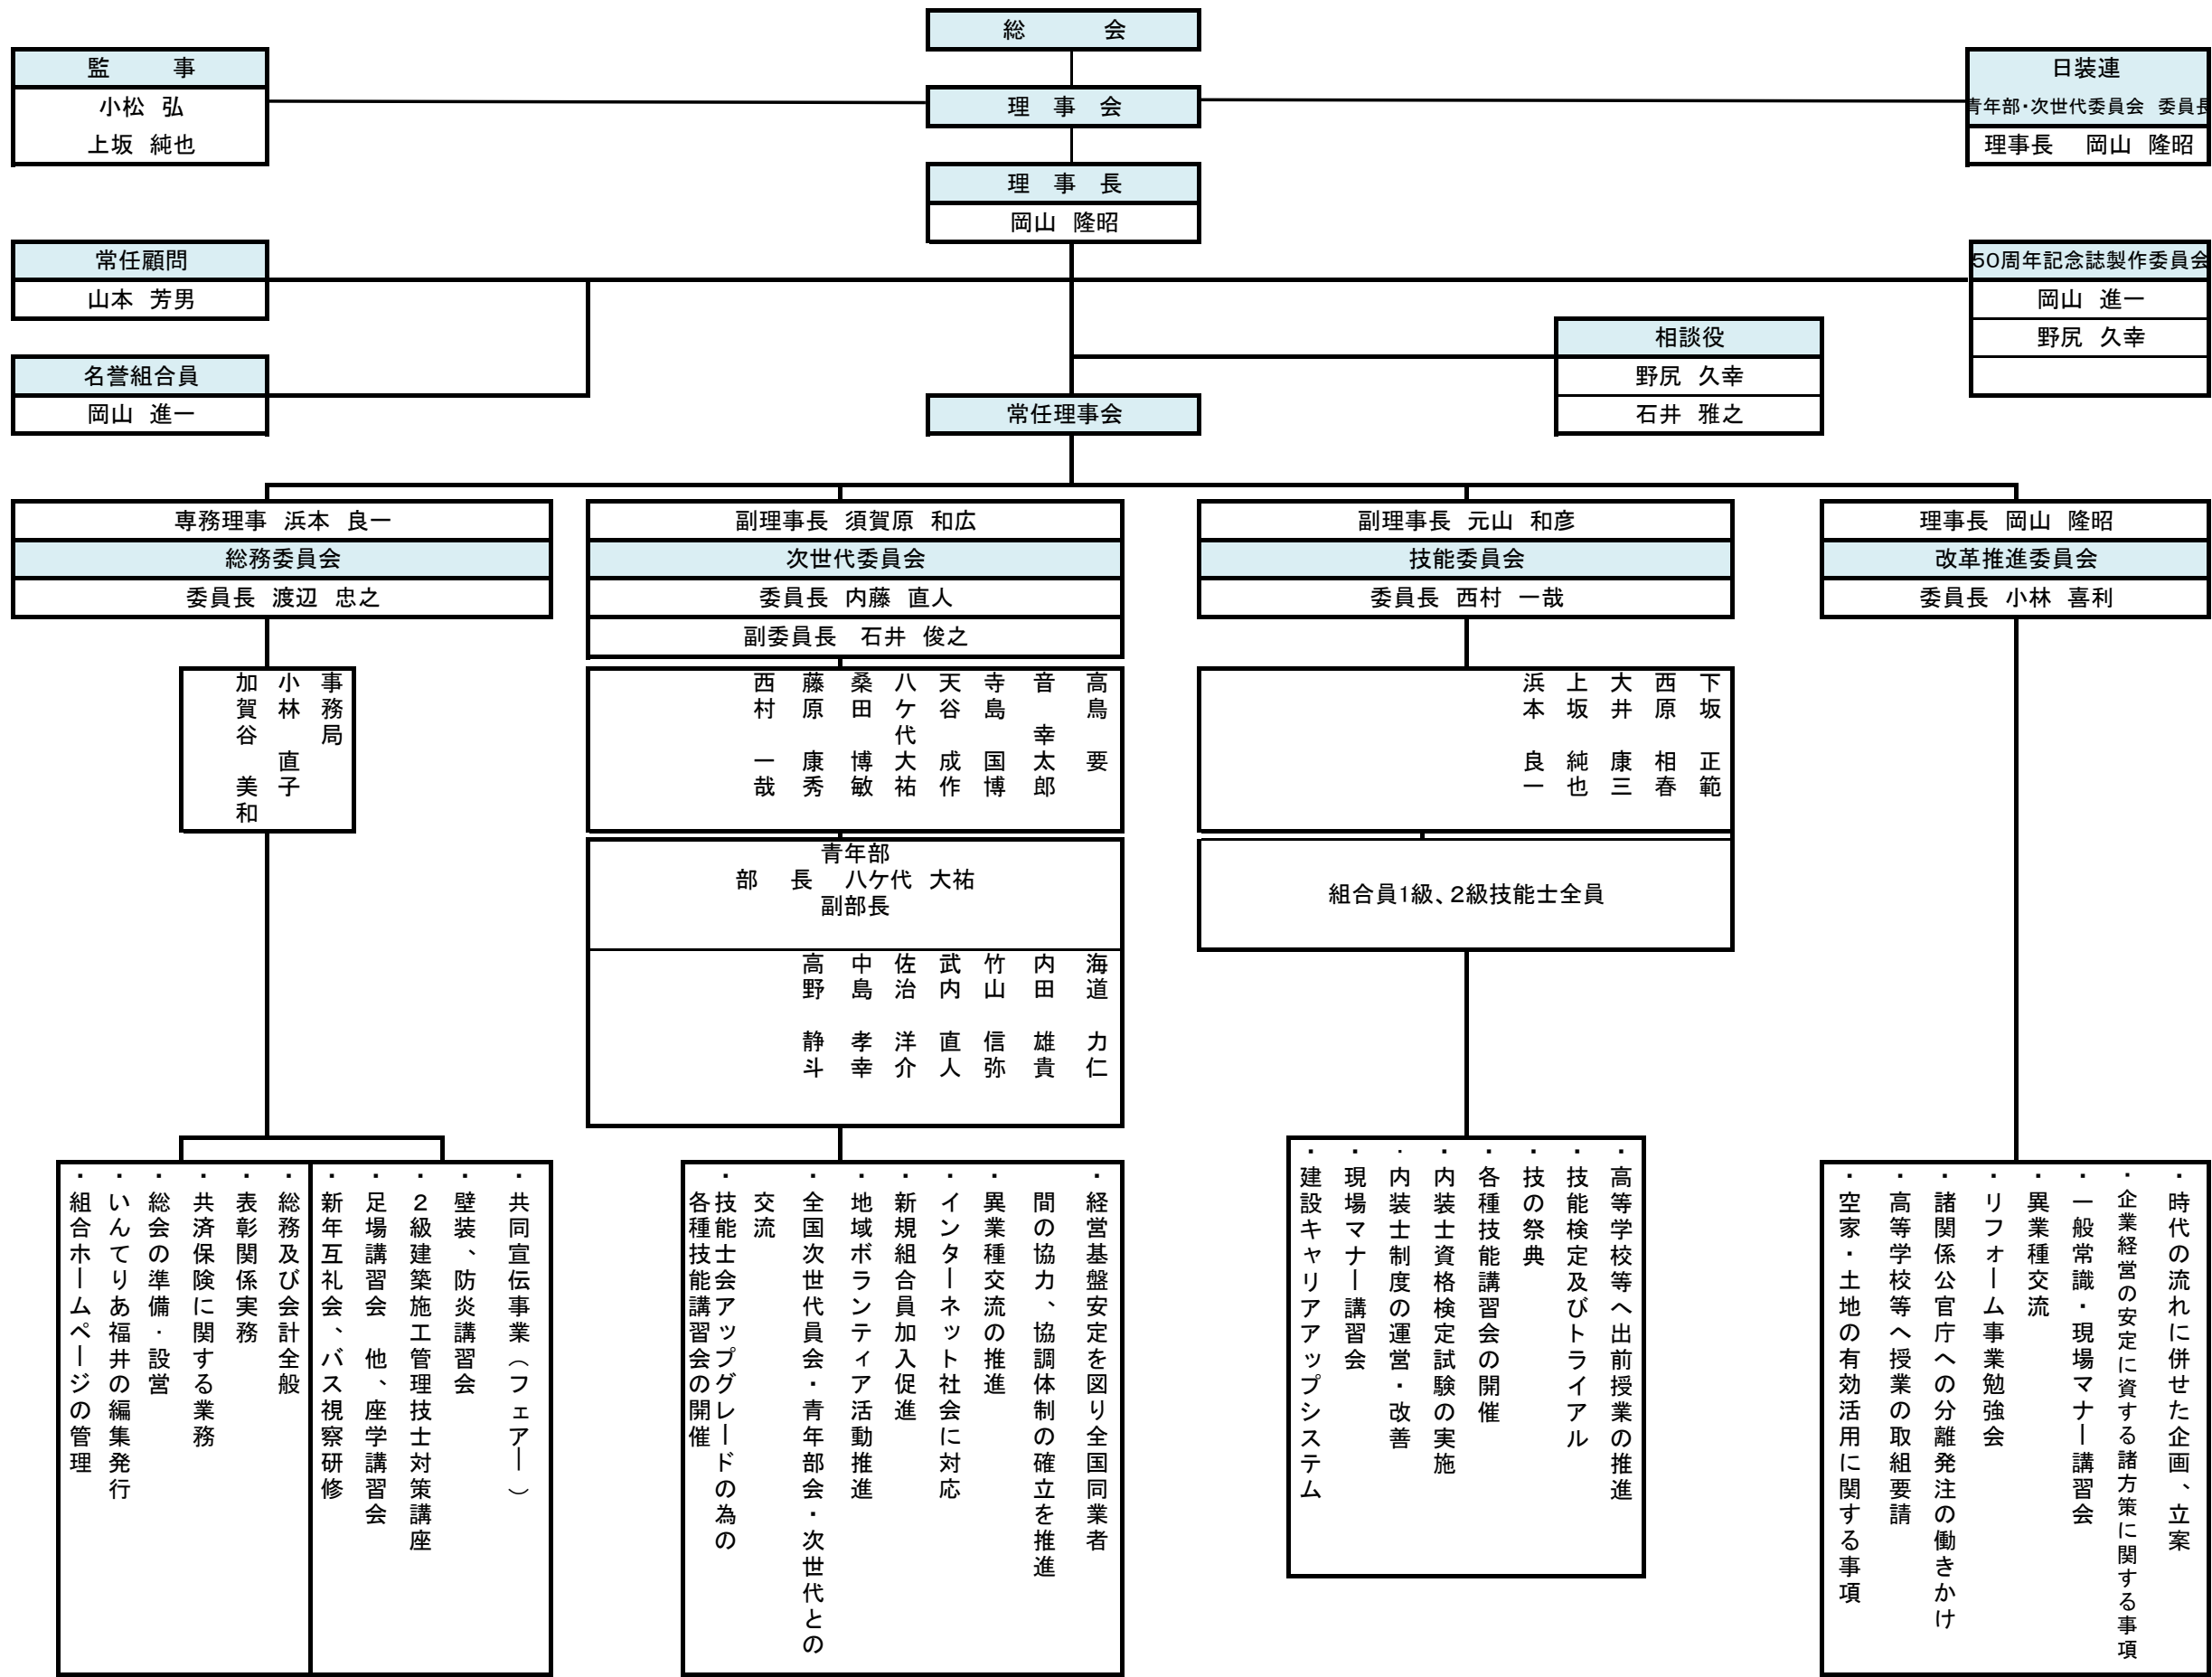 総　会
監　事
小松 弘
上坂 純也
理 事 会
日装連
青年部・次世代委員会 委員長
理事長 岡山 隆昭
理 事 長
岡山 隆昭
常任顧問
山本 芳男
50周年記念誌製作委員会
岡山 進一
野尻 久幸
名誉組合員
岡山 進一
相談役
野尻 久幸
石井 雅之
常任理事会
専務理事 浜本 良一
総務委員会
委員長 渡辺 忠之
事務局
小林 直子
加賀谷 美和
・共同宣伝事業（フェアー）
・壁装、防炎講習会
・2級建築施工管理技士対策講座
・足場講習会 他、座学講習会
・新年互礼会、バス視察研修
・総務及び会計全般
・表彰関係実務
・共済保険に関する業務
・総会の準備・設営
・いんてりあ福井の編集発行
・組合ホームページの管理
副理事長 須賀原 和広
次世代委員会
委員長 内藤 直人
副委員長 石井 俊之
高鳥 要
音 幸太郎
寺島 国博
天谷 成作
八ケ代大祐
桑田 博敏
藤原 康秀
西村 一哉
青年部
部 長 八ケ代 大祐
副部長
海道 力仁
内田 雄貴
竹山 信弥
武内 直人
佐治 洋介
中島 孝幸
高野 静斗
・経営基盤安定を図り全国同業者
間の協力、協調体制の確立を推進
・異業種交流の推進
・インターネット社会に対応
・新規組合員加入促進
・地域ボランティア活動推進
・全国次世代員会・青年部会・次世代との
交流
・技能士会アップグレードの為の
各種技能講習会の開催
副理事長 元山 和彦
技能委員会
委員長 西村 一哉
下坂 正範
西原 相春
大井 康三
上坂 純也
浜本 良一
組合員1級、2級技能士全員
・高等学校等へ出前授業の推進
・技能検定及びトライアル
・技の祭典
・各種技能講習会の開催
・内装士資格検定試験の実施
・内装士制度の運営・改善
・現場マナー講習会
・建設キャリアアップシステム
理事長 岡山 隆昭
改革推進委員会
委員長 小林 喜利
・時代の流れに併せた企画、立案
・企業経営の安定に資する諸方策に関する事項
・一般常識・現場マナー講習会
・異業種交流
・リフォーム事業勉強会
・諸関係公官庁への分離発注の働きかけ
・高等学校等へ授業の取組要請
・空家・土地の有効活用に関する事項